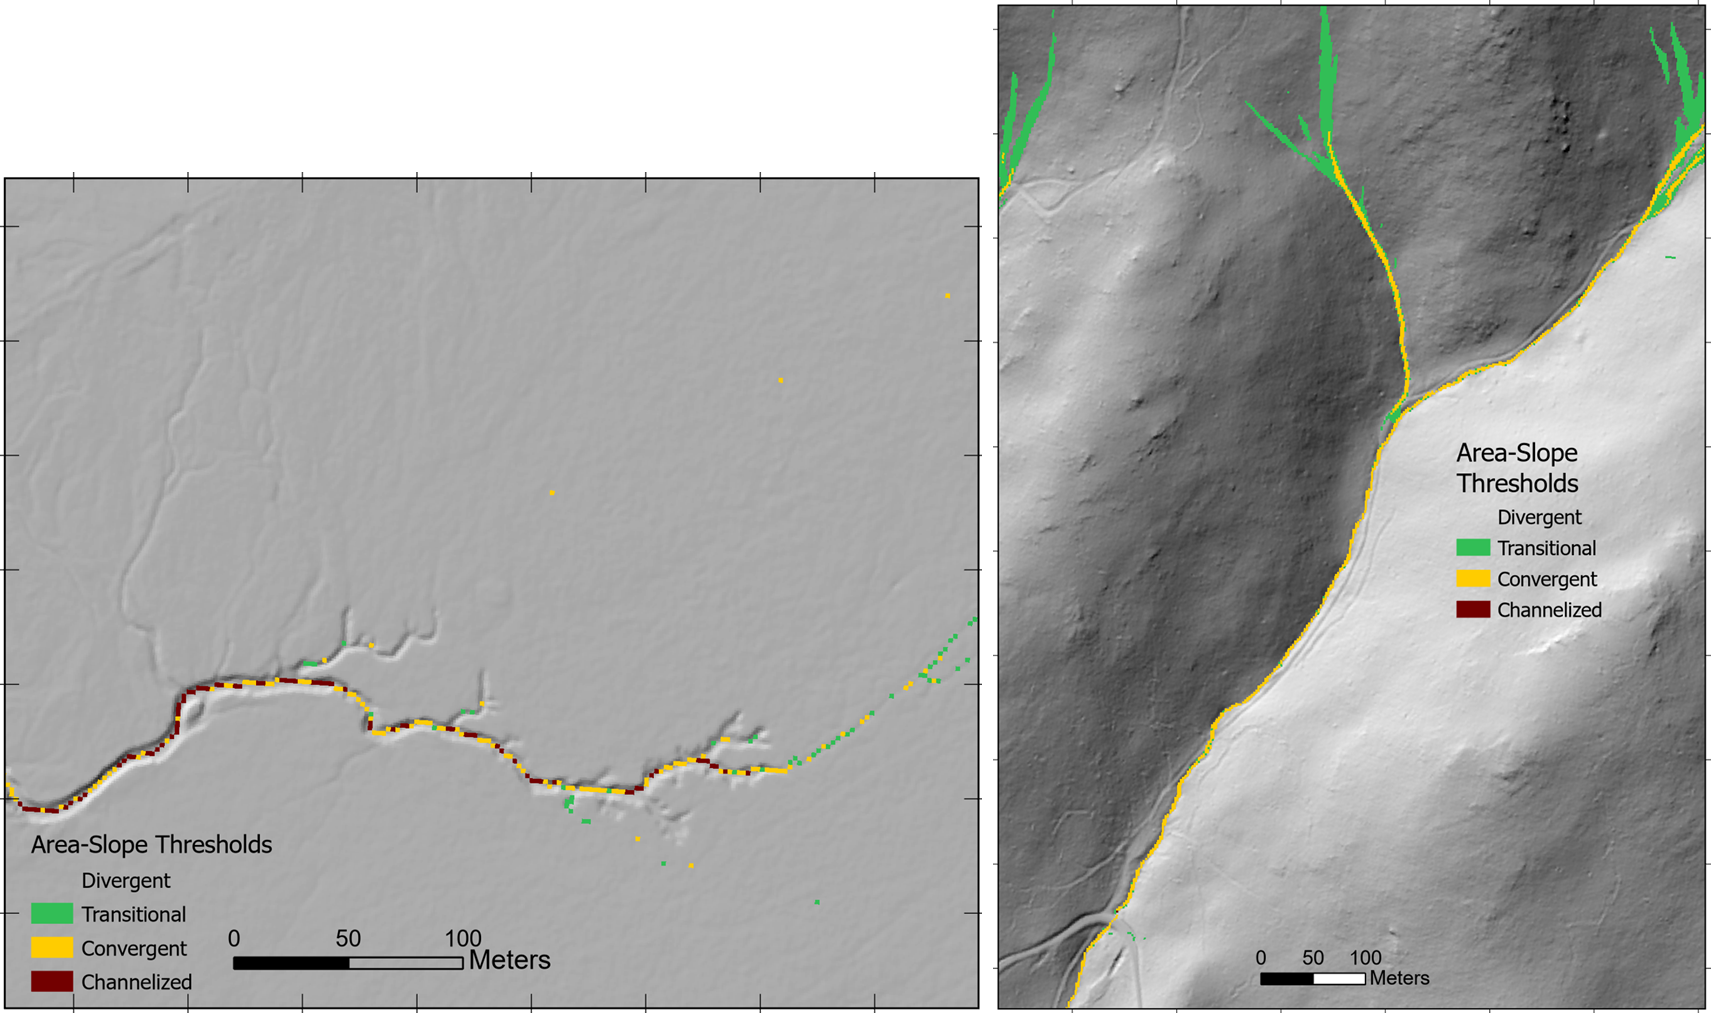 Area-Slope Thresholds
Divergent
Transitional
Convergent
Channelized
0 50 100
Meters
Area-Slope
Thresholds
Divergent
Transitional
Convergent
Channelized
0 50 100
Meters